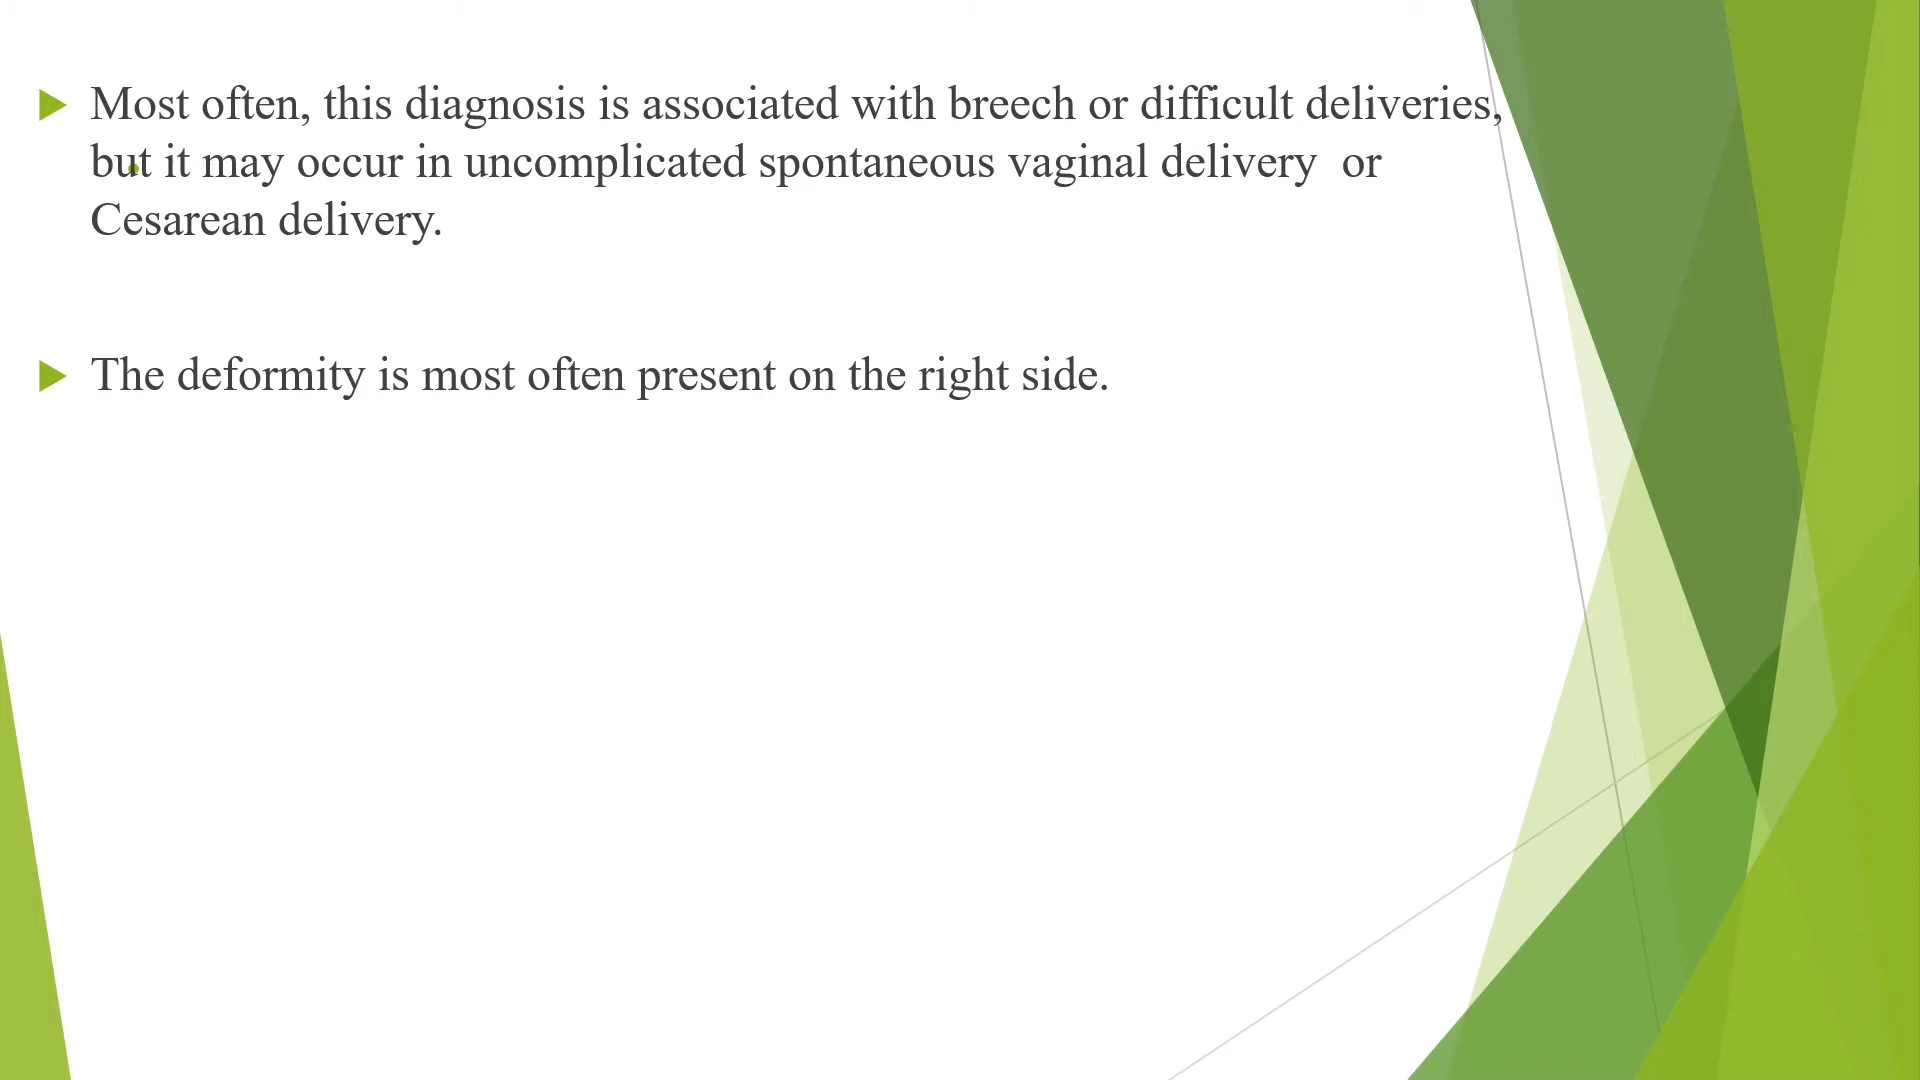 Most often, this diagnosis is associated with breech or difficult deliveries,
but it may occur in uncomplicated spontaneous vaginal delivery  or
Cesarean delivery.
The deformity is most often present on the right side.